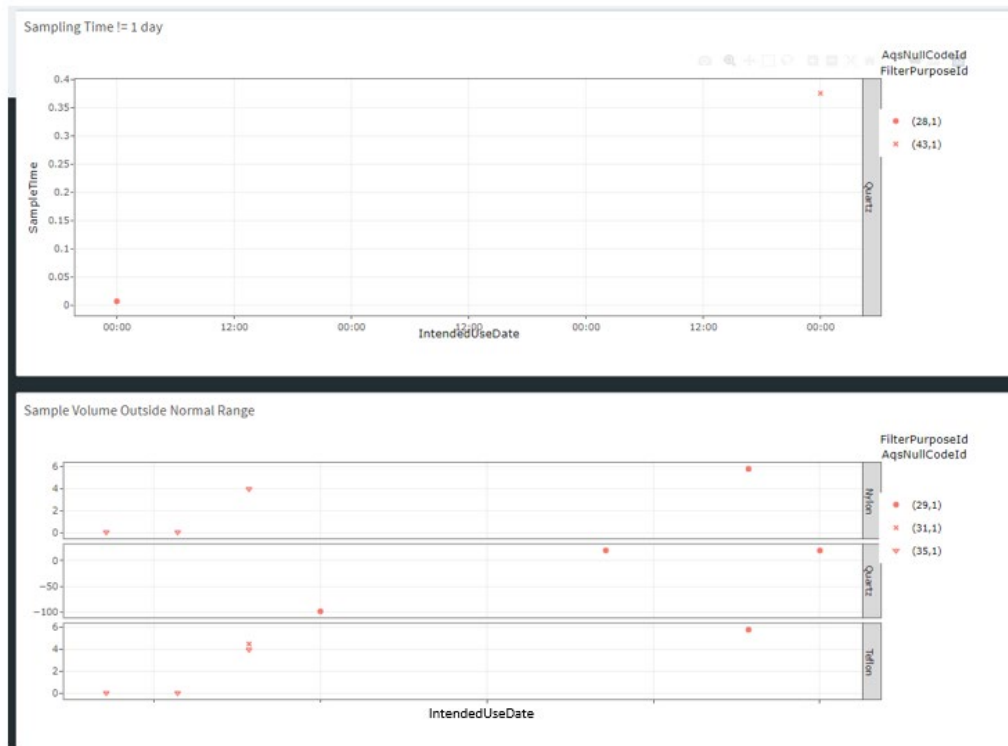 Sampling Time != 1 day
AqsNullCodeId
FilterPurposeId
(28,1)
(43,1)
SampleTime
0.4
0.35
0.3
0.25
0.2
0.15
0.1
0.05
0
Quartz
00:00 12:00 00:00 12:00 00:00 12:00 00:00
IntendedUseDate
Sample Volume Outside Normal Range
FilterPurposeId
AqsNullCodeId
(29,1)
(31,1)
(35,1)
6
4
2
0
Nylon
0
−50
−100
Quartz
6
4
2
0
Teflon
IntendedUseDate